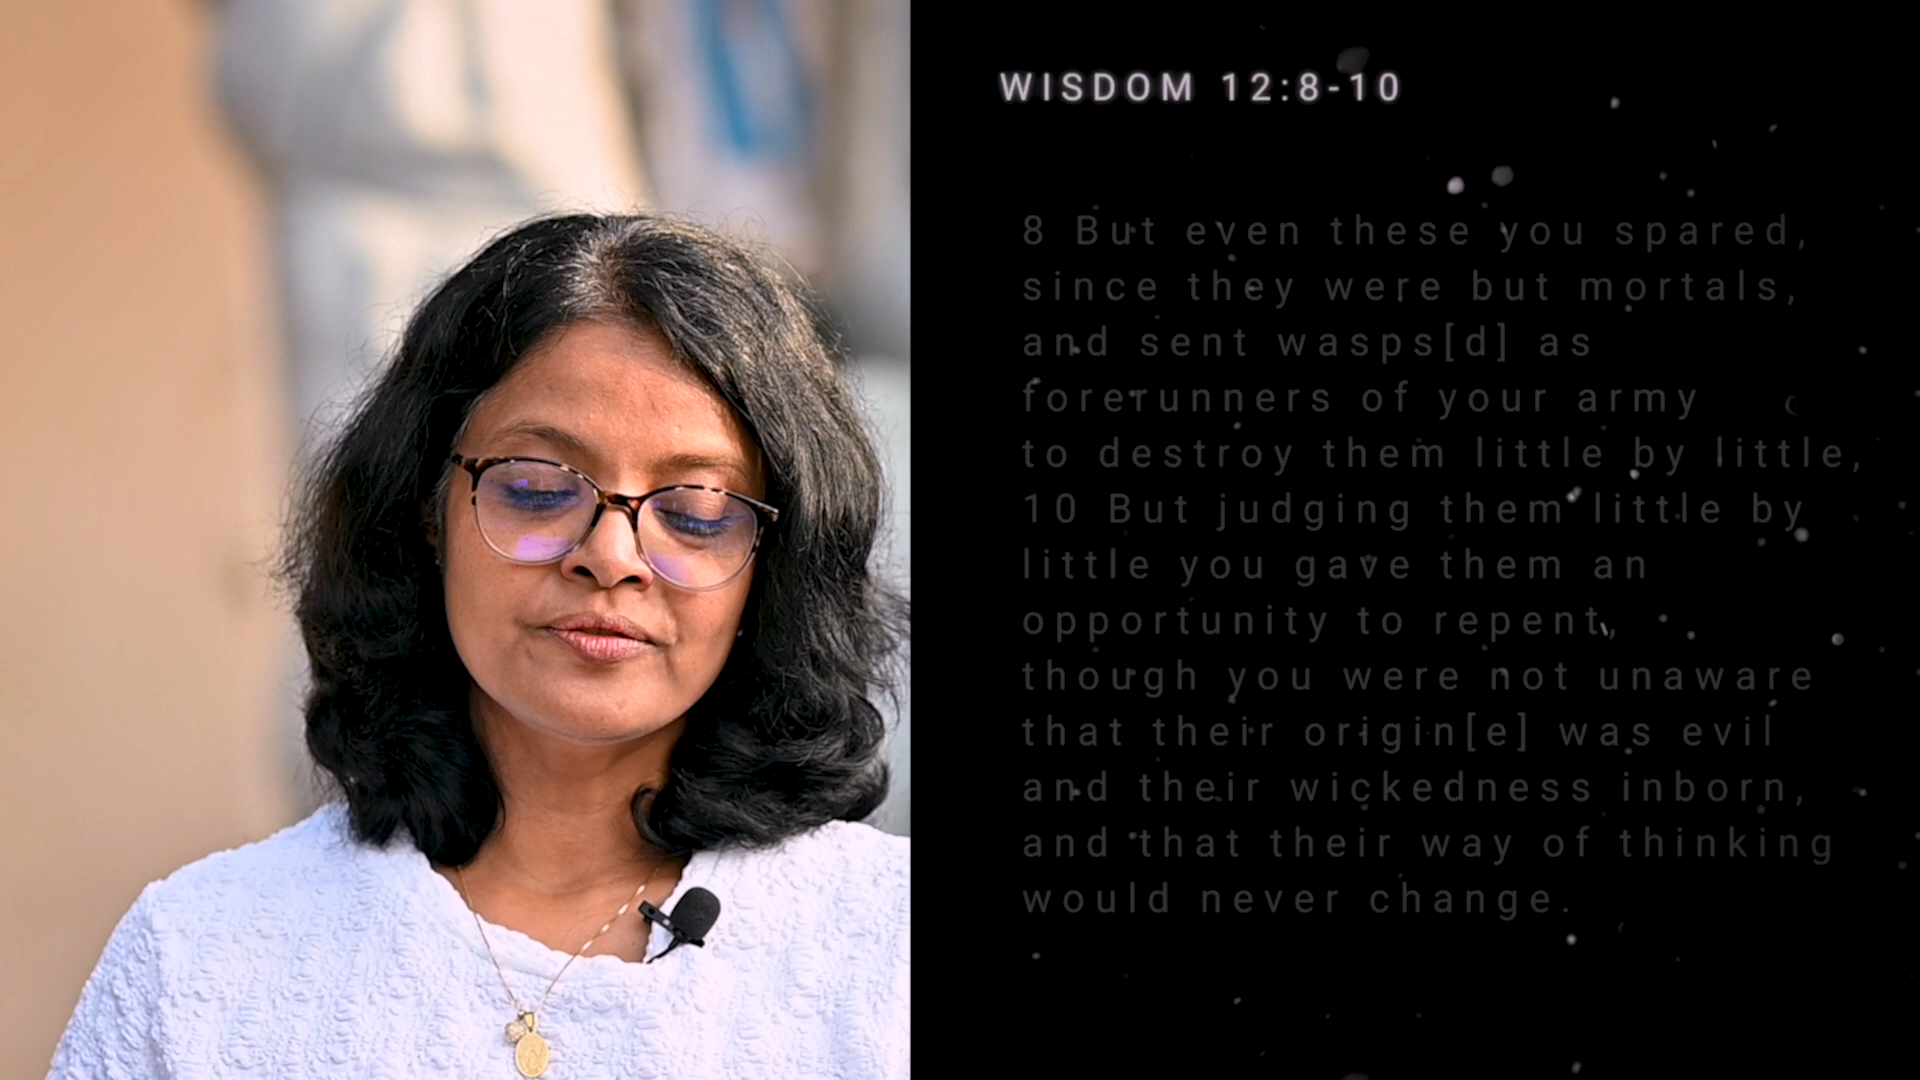 WISDOM 12:8-10
8 But even these you spared,
since they were but mortals,
and sent wasps[d] as
forerunners of your army
to destroy them little by little,
10 But judging them little by
little you gave them an
opportunity to repent,
though you were not unaware
that their origin[e] was evil
and their wickedness inborn,
and that their way of thinking
would never change.